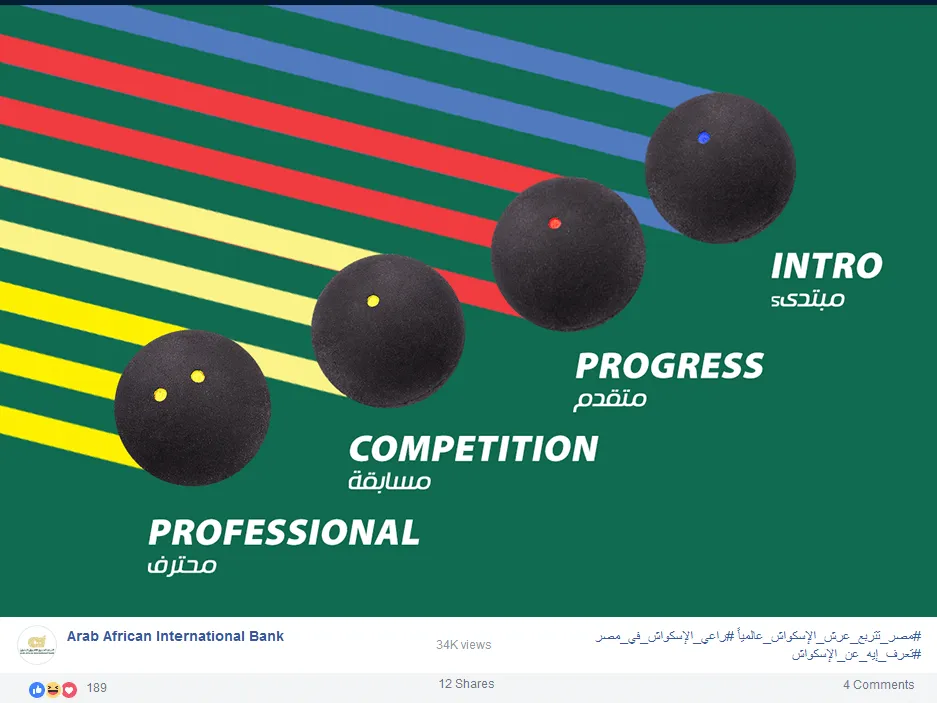 INTRO
مبتدىء
PROGRESS
متقدم
COMPETITION
مسابقة
PROFESSIONAL
محترف
Arab African International Bank
34K views
#مصر_تتربع_عرش_الإسكواش_عالمياً #راعي_الإسكواش_في_مصر
#تعرف_إيه_عن_الإسكواش
189
12 Shares
4 Comments